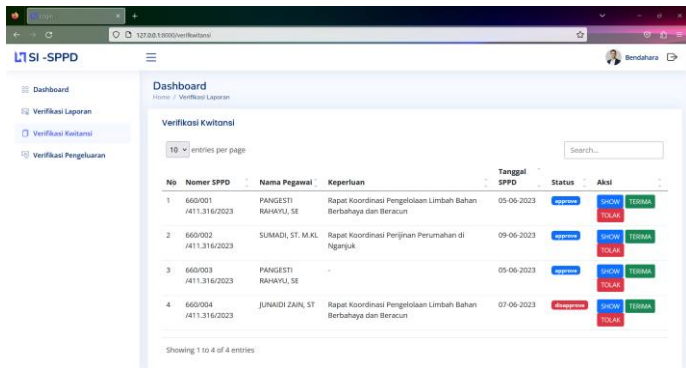 Login
127.0.0.1:8000/verifkwitansi
SI -SPPD
Bendahara
Dashboard
Verifikasi Laporan
Verifikasi Kwitansi
Verifikasi Pengeluaran
Dashboard
Home / Verifikasi Laporan
Verifikasi Kwitansi
10 entries per page
Search...
No Nomer SPPD Nama Pegawai Keperluan Tanggal SPPD Status Aksi
1 660/001 /411.316/2023 PANGESTI RAHAYU, SE Rapat Koordinasi Pengelolaan Limbah Bahan Berbahaya dan Beracun 05-06-2023 approve SHOW TERIMA TOLAK
2 660/002 /411.316/2023 SUMADI, ST. M.KL Rapat Koordinasi Perijinan Perumahan di Nganjuk 09-06-2023 approve SHOW TERIMA TOLAK
3 660/003 /411.316/2023 PANGESTI RAHAYU, SE - 05-06-2023 approve SHOW TERIMA TOLAK
4 660/004 /411.316/2023 JUNAIDI ZAIN, ST Rapat Koordinasi Pengelolaan Limbah Bahan Berbahaya dan Beracun 07-06-2023 disapprove SHOW TERIMA TOLAK
Showing 1 to 4 of 4 entries